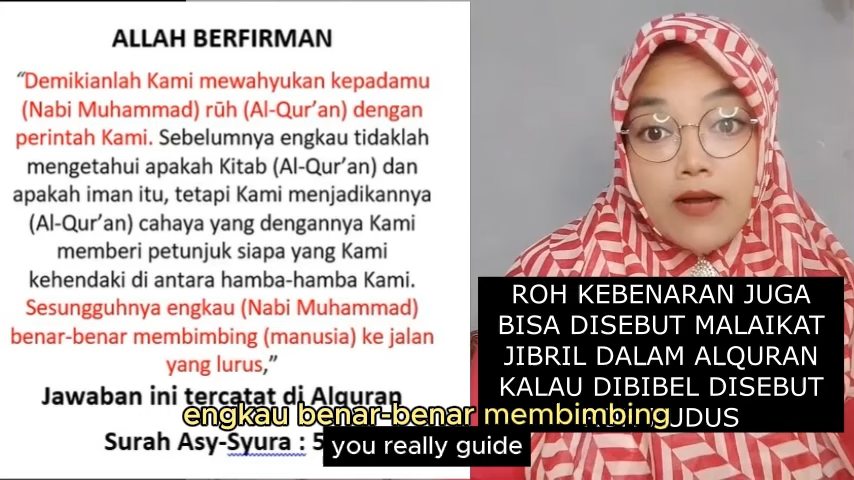 ALLAH BERFIRMAN
“Demikianlah Kami mewahyukan kepadamu
(Nabi Muhammad) rūh (Al-Qur’an) dengan
perintah Kami. Sebelumnya engkau tidaklah
mengetahui apakah Kitab (Al-Qur’an) dan
apakah iman itu, tetapi Kami menjadikannya
(Al-Qur’an) cahaya yang dengannya Kami
memberi petunjuk siapa yang Kami
kehendaki di antara hamba-hamba Kami.
Sesungguhnya engkau (Nabi Muhammad)
benar-benar membimbing (manusia) ke jalan
yang lurus,”
Jawaban ini tercatat di Alquran
Surah Asy-Syura : 5
ROH KEBENARAN JUGA
BISA DISEBUT MALAIKAT
JIBRIL DALAM ALQURAN
KALAU DIBIBEL DISEBUT
engkau benar-benar membimbing
you really guide